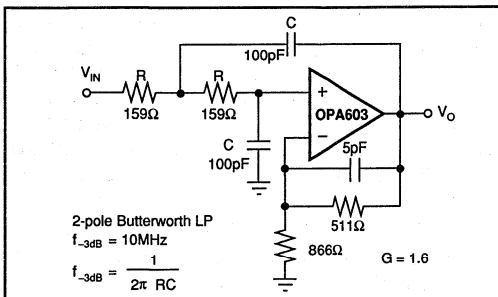 C
100pF
V_IN
R
159Ω
R
159Ω
+
OPA603
−
V_O
C
100pF
5pF
511Ω
866Ω
G = 1.6
2-pole Butterworth LP
f_−3dB = 10MHz
f_−3dB = 1 / 2π RC